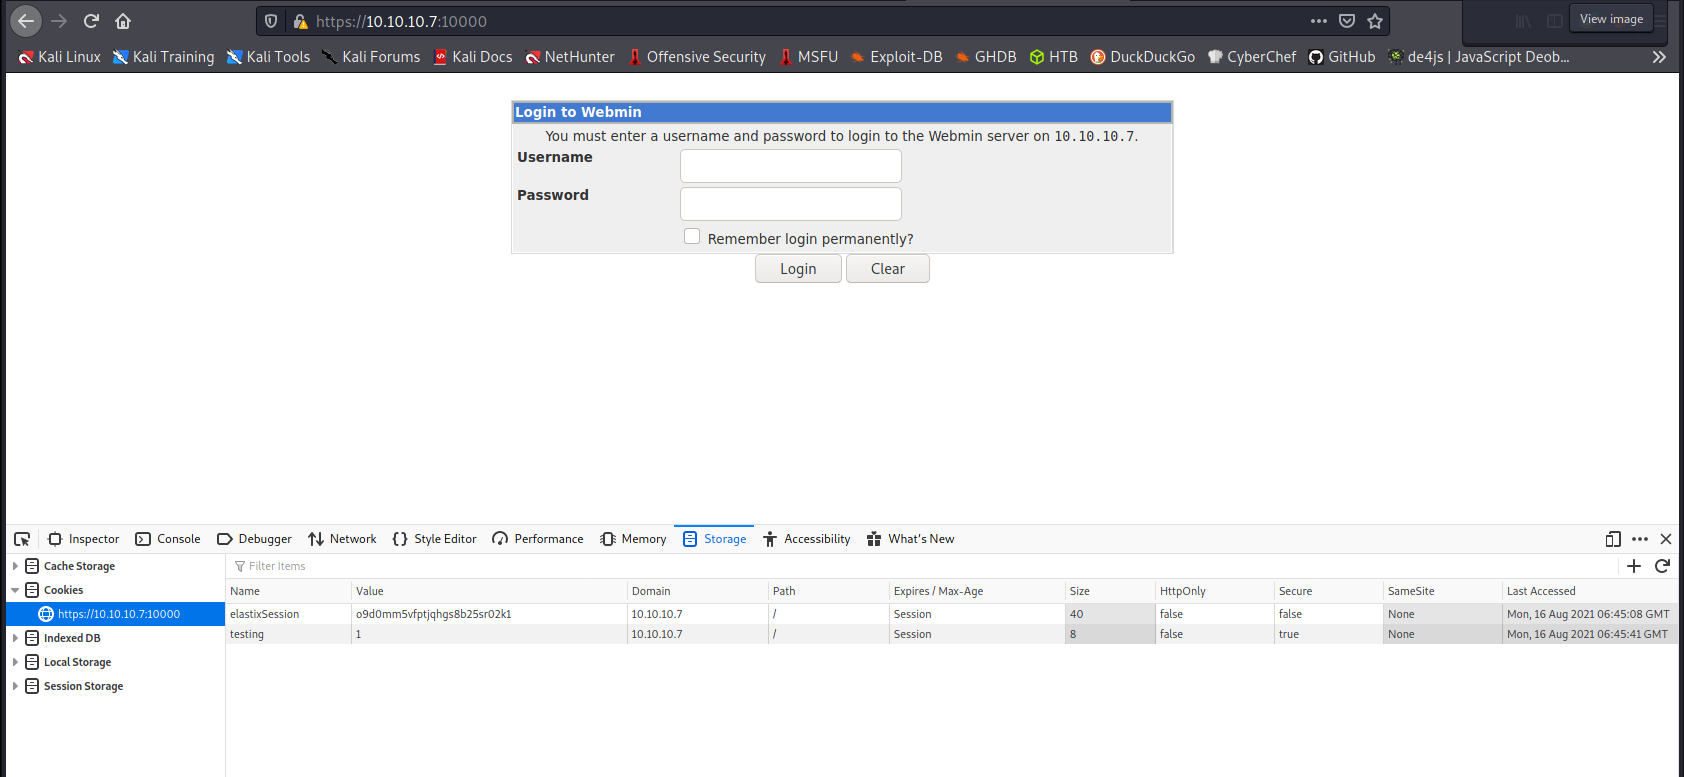 https://10.10.10.7:10000
View image
Kali Linux Kali Training Kali Tools Kali Forums Kali Docs NetHunter Offensive Security MSFU Exploit-DB GHDB HTB DuckDuckGo CyberChef GitHub de4js | JavaScript Deob...
Login to Webmin
You must enter a username and password to login to the Webmin server on 10.10.10.7.
Username
Password
Remember login permanently?
Login Clear
Inspector Console Debugger Network Style Editor Performance Memory Storage Accessibility What's New
Cache Storage
Cookies
https://10.10.10.7:10000
Indexed DB
Local Storage
Session Storage
Filter Items
Name Value Domain Path Expires / Max-Age Size HttpOnly Secure SameSite Last Accessed
elastixSession o9d0mm5vfptjqhgs8b25sr02k1 10.10.10.7 / Session 40 false false None Mon, 16 Aug 2021 06:45:08 GMT
testing 1 10.10.10.7 / Session 8 false true None Mon, 16 Aug 2021 06:45:41 GMT